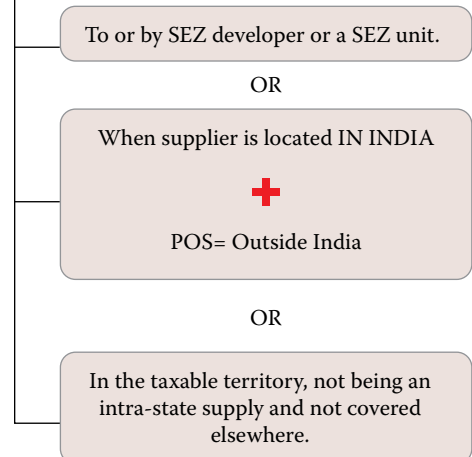 To or by SEZ developer or a SEZ unit.
OR
When supplier is located IN INDIA
+
POS= Outside India
OR
In the taxable territory, not being an
intra-state supply and not covered
elsewhere.